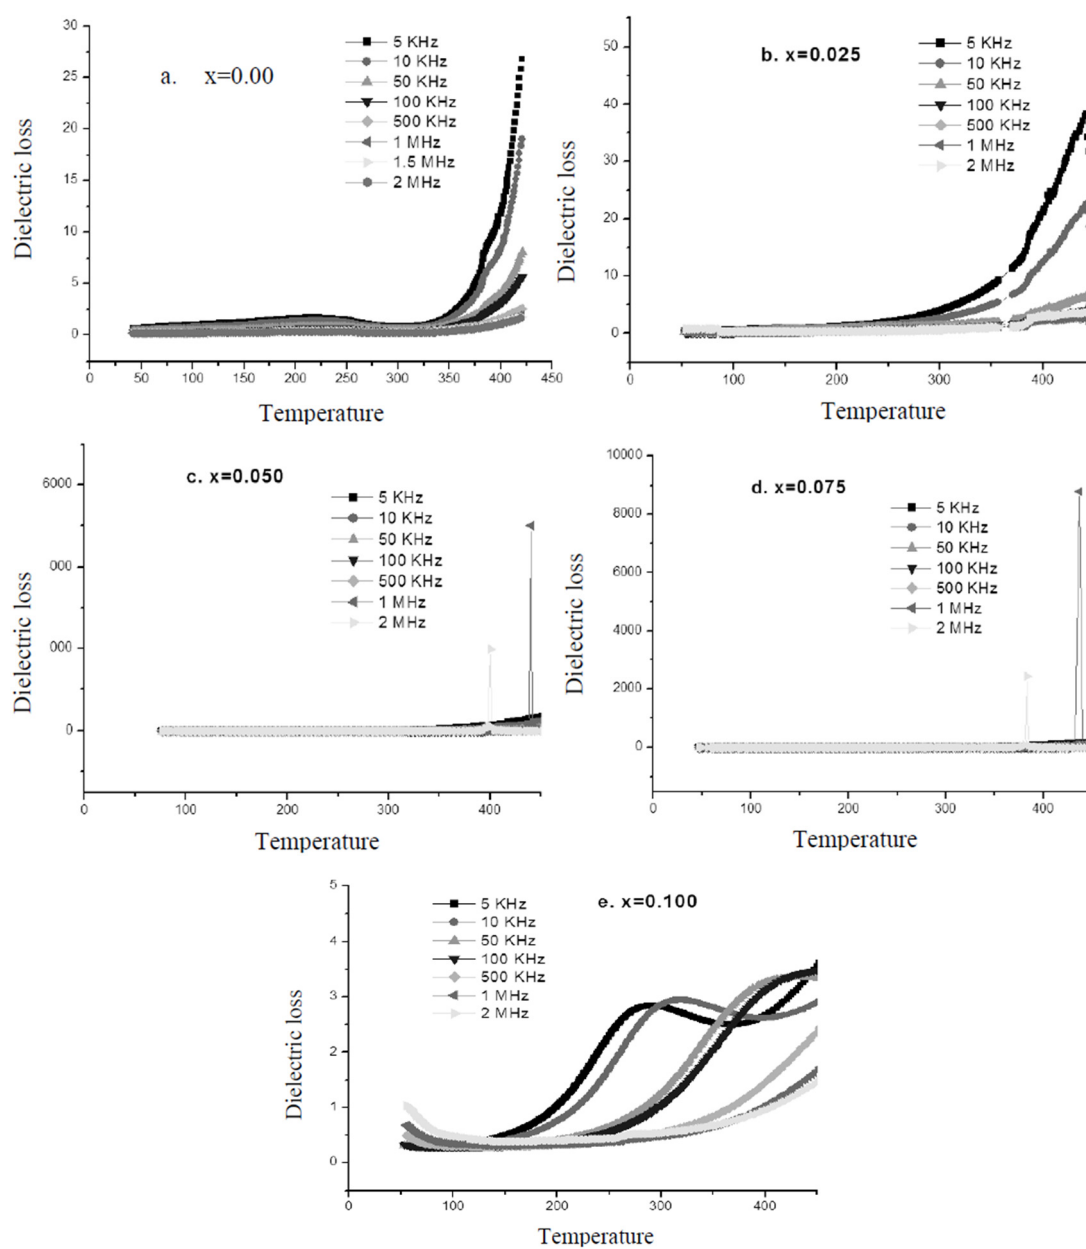 a. x=0.00
5 KHz
10 KHz
50 KHz
100 KHz
500 KHz
1 MHz
1.5 MHz
2 MHz
30
25
20
15
10
5
0
0 50 100 150 200 250 300 350 400 450
Dielectric loss
Temperature
b. x=0.025
5 KHz
10 KHz
50 KHz
100 KHz
500 KHz
1 MHz
2 MHz
50
40
30
20
10
0
0 100 200 300 400
Dielectric loss
Temperature
c. x=0.050
5 KHz
10 KHz
50 KHz
100 KHz
500 KHz
1 MHz
2 MHz
6000
000
000
0
0 100 200 300 400
Dielectric loss
Temperature
d. x=0.075
5 KHz
10 KHz
50 KHz
100 KHz
500 KHz
1 MHz
2 MHz
10000
8000
6000
4000
2000
0
0 100 200 300 400
Dielectric loss
Temperature
e. x=0.100
5 KHz
10 KHz
50 KHz
100 KHz
500 KHz
1 MHz
2 MHz
5
4
3
2
1
0
0 100 200 300 400
Dielectric loss
Temperature